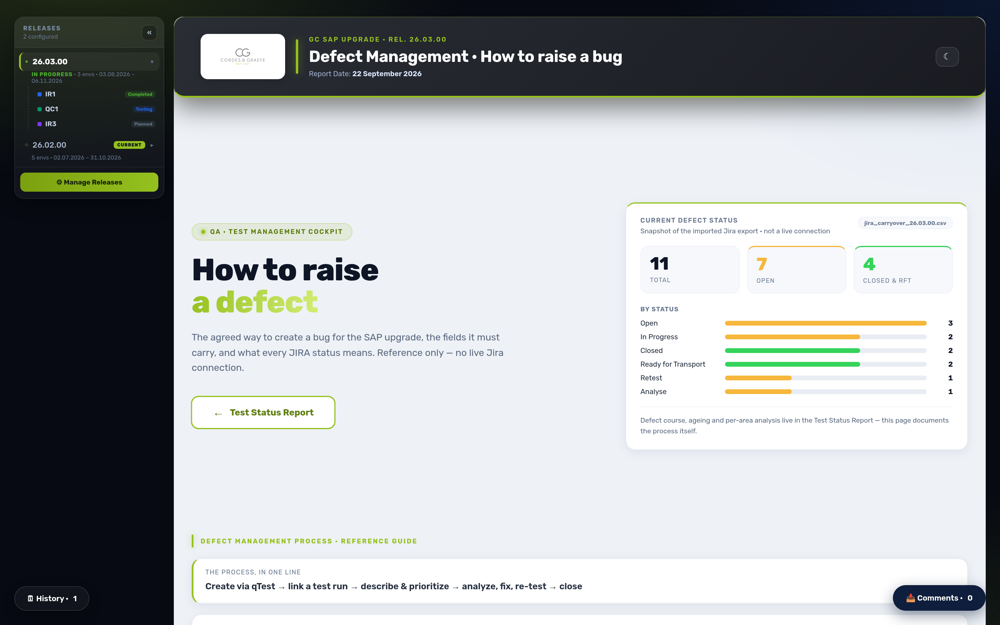 RELEASES
2 configured
«
26.03.00
IN PROGRESS • 3 envs • 03.08.2026 –
06.11.2026
IR1 Completed
QC1 Testing
IR3 Planned
26.02.00 CURRENT
5 envs • 02.07.2026 – 31.10.2026
⚙ Manage Releases
CG
CORDES & GRAEFE
SEIT 1921
GC SAP UPGRADE • REL. 26.03.00
Defect Management • How to raise a bug
Report Date: 22 September 2026
QA • TEST MANAGEMENT COCKPIT
How to raise
a defect
The agreed way to create a bug for the SAP upgrade, the fields it must
carry, and what every JIRA status means. Reference only — no live Jira
connection.
← Test Status Report
CURRENT DEFECT STATUS
Snapshot of the imported Jira export • not a live connection
jira_carryover_26.03.00.csv
11
TOTAL
7
OPEN
4
CLOSED & RFT
BY STATUS
Open 3
In Progress 2
Closed 2
Ready for Transport 2
Retest 1
Analyse 1
Defect course, ageing and per-area analysis live in the Test Status Report — this page documents
the process itself.
DEFECT MANAGEMENT PROCESS • REFERENCE GUIDE
THE PROCESS, IN ONE LINE
Create via qTest → link a test run → describe & prioritize → analyze, fix, re-test → close
History • 1
Comments • 0